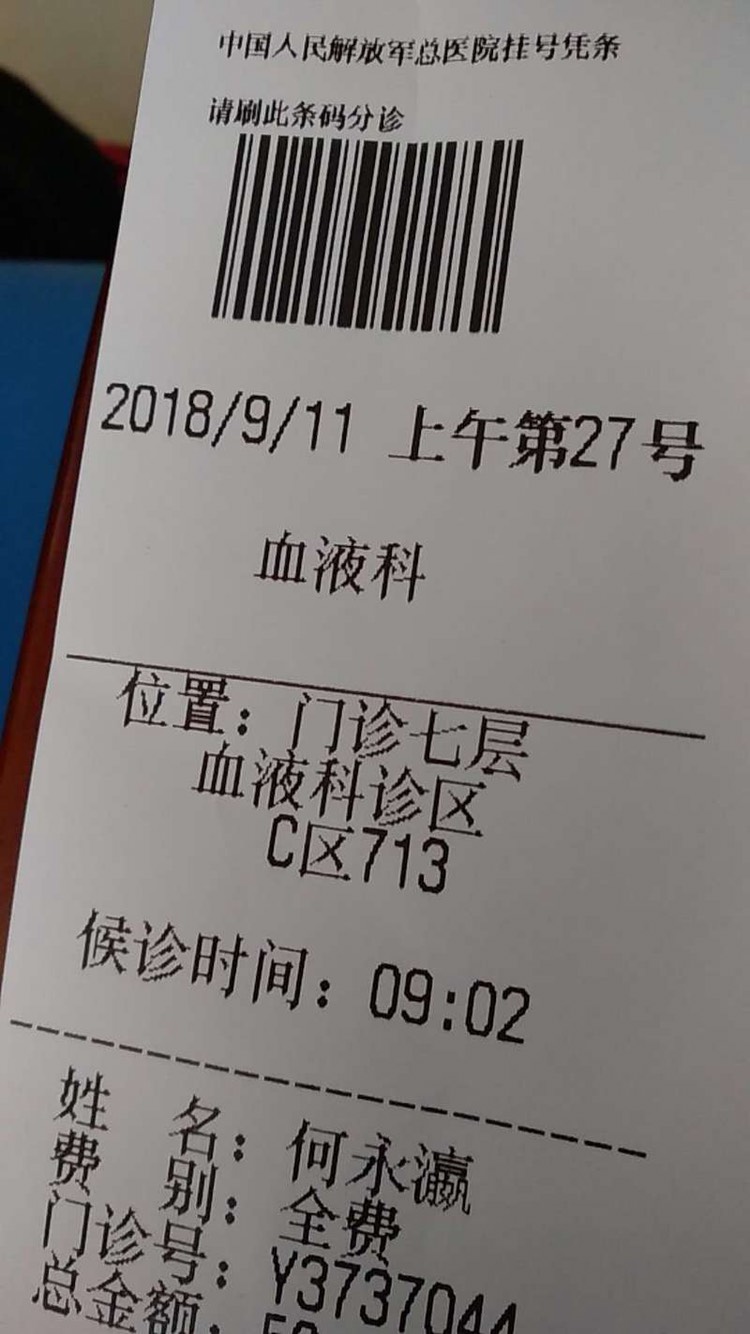 中国人民解放军总医院挂号凭条
请刷此条码分诊
2018/9/11 上午第27号
血液科
位置：门诊七层
血液科诊区
C区713
候诊时间：09:02
姓 名：何永瀛
费 别：全费
门诊号：Y3737044
总金额：